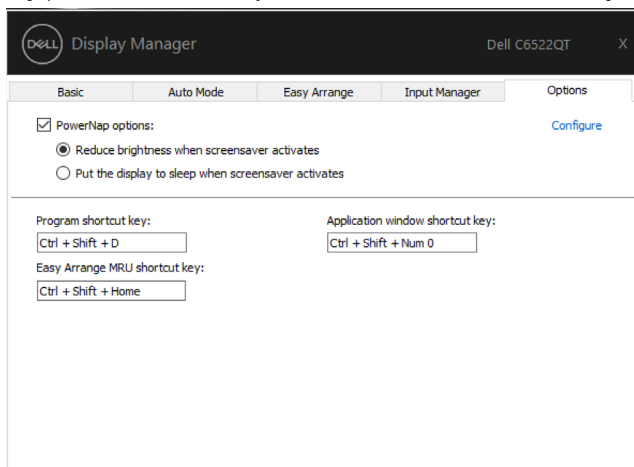 DELL Display Manager Dell C6522QT X
Basic Auto Mode Easy Arrange Input Manager Options
PowerNap options: Configure
Reduce brightness when screensaver activates
Put the display to sleep when screensaver activates
Program shortcut key: Application window shortcut key:
Ctrl + Shift + D Ctrl + Shift + Num 0
Easy Arrange MRU shortcut key:
Ctrl + Shift + Home